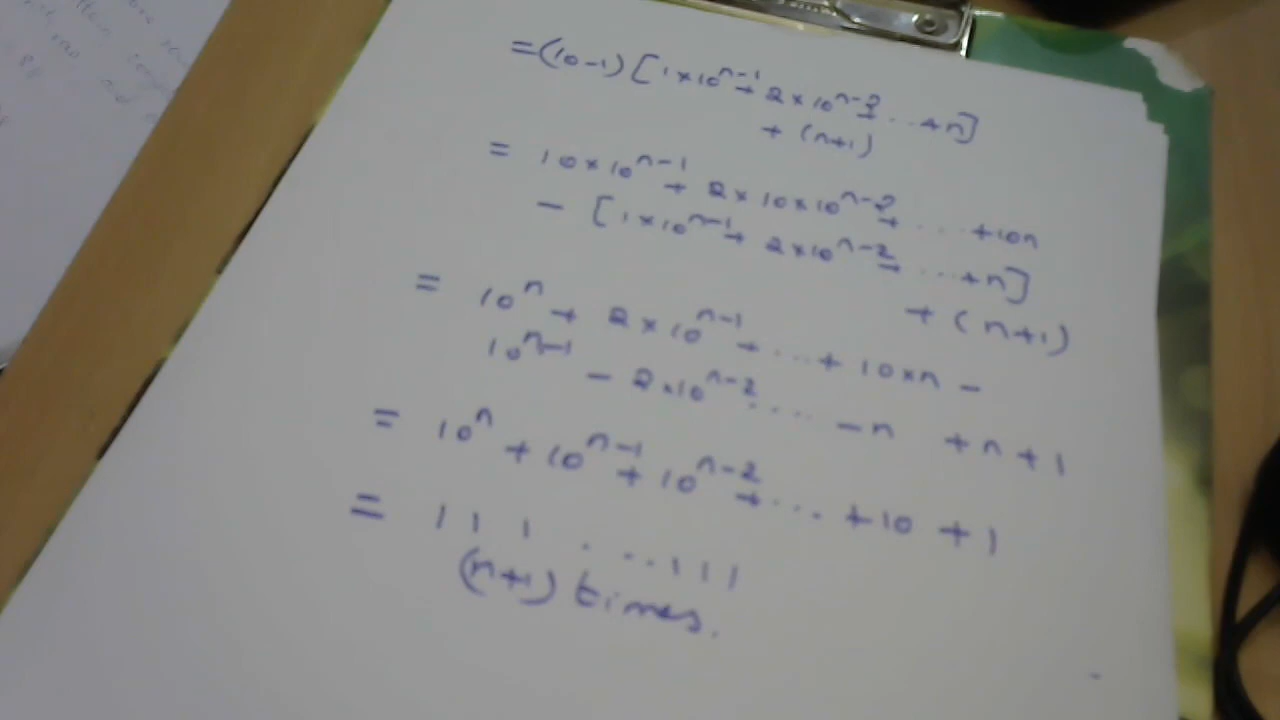 =(10-1)[1×10^{n-1}+2×10^{n-2}+...+n]
+(n+1)
= 10×10^{n-1}+2×10×10^{n-2}+...+10n
-[1×10^{n-1}+2×10^{n-2}+...+n]
+(n+1)
= 10^n+2×10^{n-1}+...+10×n-
10^{n-1}-2×10^{n-2}....-n+n+1
= 10^n+10^{n-1}+10^{n-2}+...+10+1
= 111....111
(n+1) times.